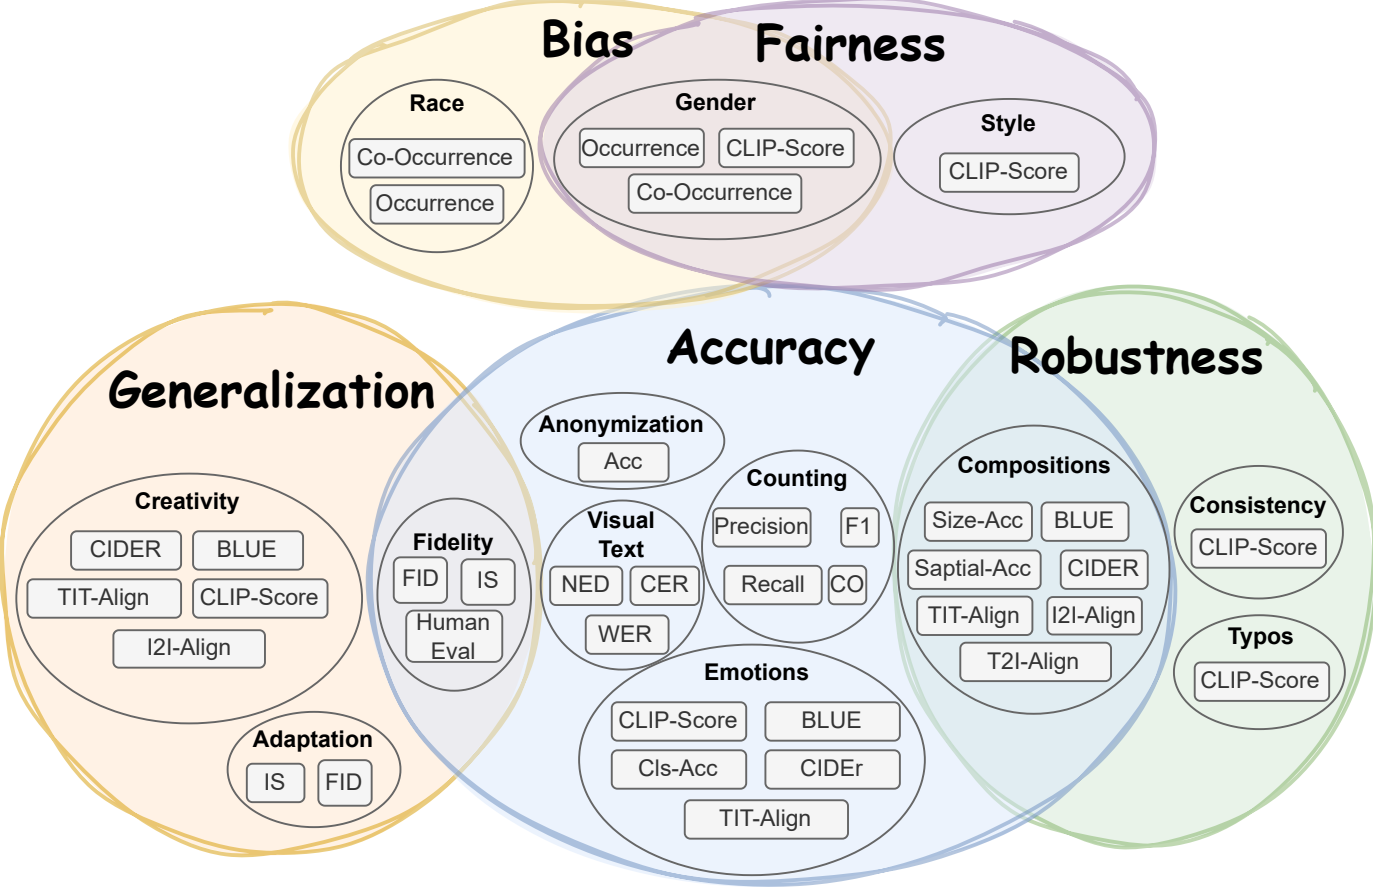 Bias
Fairness
Race
Co-Occurrence
Occurrence
Gender
Occurrence
CLIP-Score
Co-Occurrence
Style
CLIP-Score
Generalization
Creativity
CIDER
BLUE
TIT-Align
CLIP-Score
I2I-Align
Adaptation
IS
FID
Fidelity
FID
IS
Human
Eval
Accuracy
Anonymization
Acc
Visual
Text
NED
CER
WER
Counting
Precision
F1
Recall
CO
Emotions
CLIP-Score
BLUE
Cls-Acc
CIDEr
TIT-Align
Robustness
Compositions
Size-Acc
BLUE
Saptial-Acc
CIDER
TIT-Align
I2I-Align
T2I-Align
Consistency
CLIP-Score
Typos
CLIP-Score